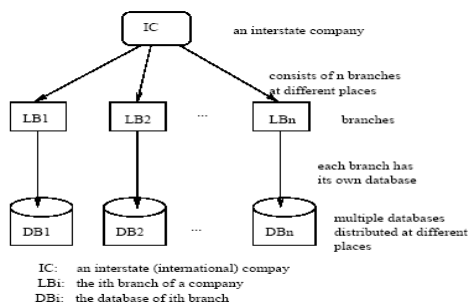 IC
an interstate company
consists of n branches
at different places
LB1
LB2
...
LBn
branches
each branch has
its own database
DB1
DB2
...
DBn
multiple databases
distributed at different
places
IC: an interstate (international) compay
LBi: the ith branch of a company
DBi: the database of ith branch